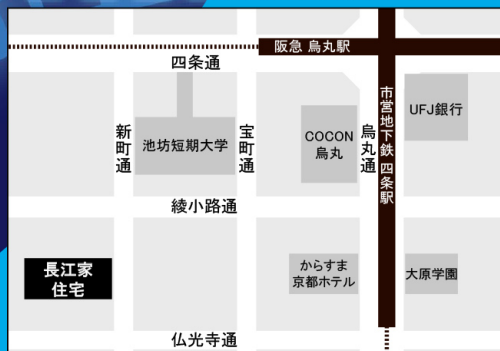 阪急 烏丸駅
四条通
市営地下鉄 四条駅
UFJ銀行
新町通
池坊短期大学
宝町通
COCON
烏丸
烏丸通
綾小路通
長江家
住宅
からすま
京都ホテル
大原学園
仏光寺通